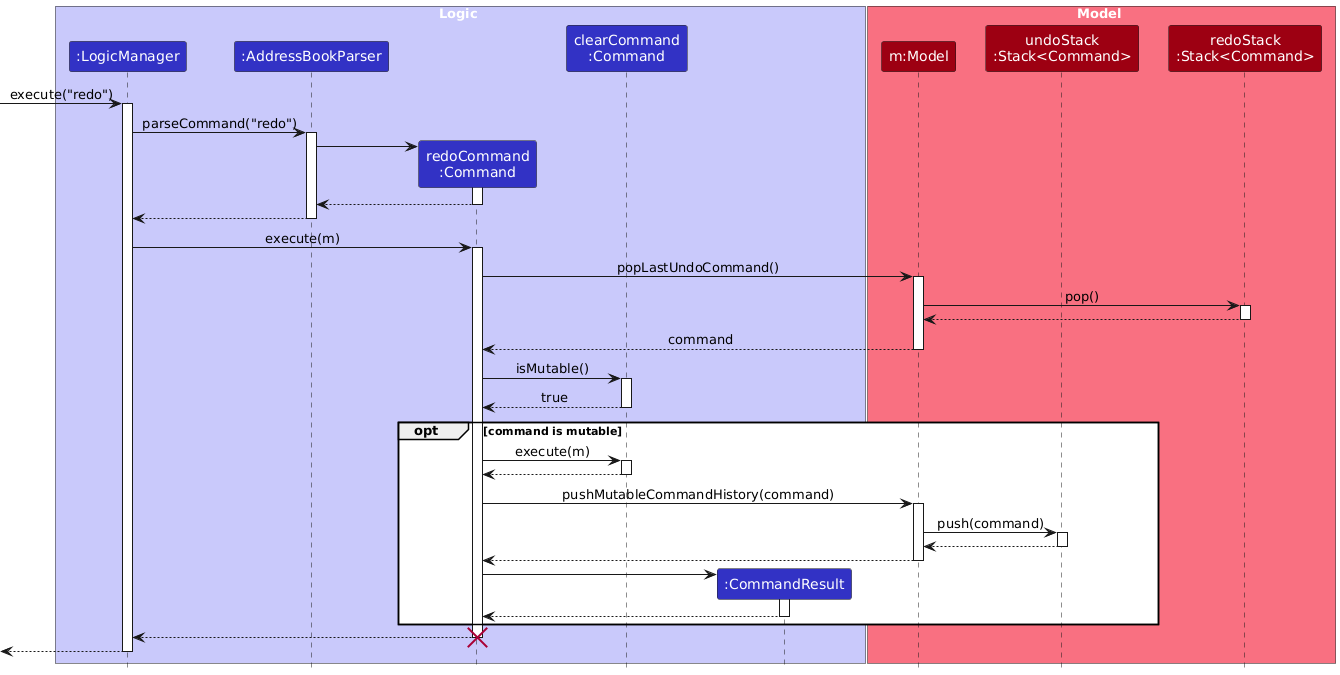 Logic
Model
:LogicManager
:AddressBookParser
clearCommand
:Command
m:Model
undoStack
:Stack<Command>
redoStack
:Stack<Command>
execute("redo")
parseCommand("redo")
redoCommand
:Command
execute(m)
popLastUndoCommand()
pop()
command
isMutable()
true
opt
[command is mutable]
execute(m)
pushMutableCommandHistory(command)
push(command)
:CommandResult